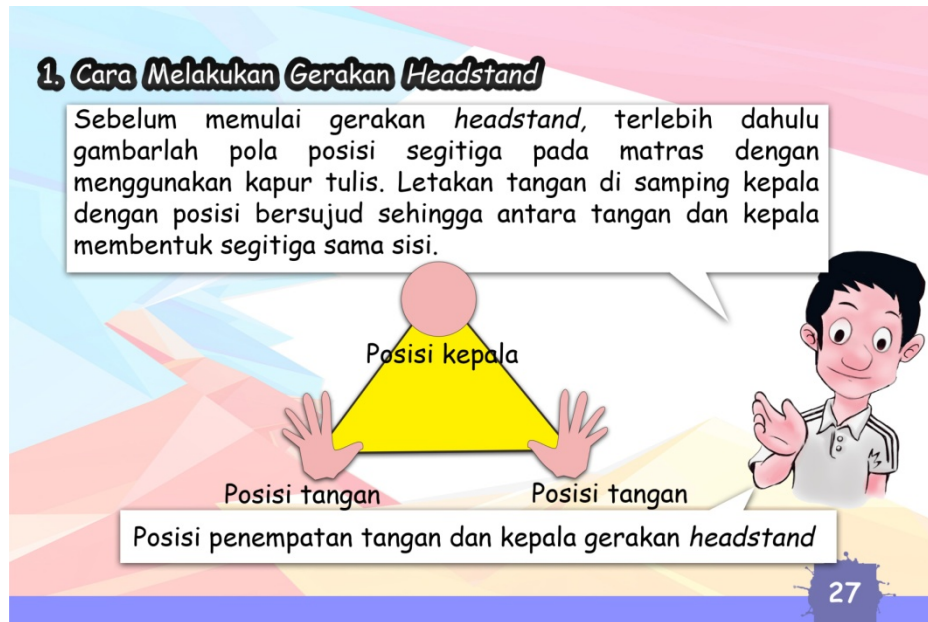 1. Cara Melakukan Gerakan Headstand
Sebelum memulai gerakan headstand, terlebih dahulu
gambarlah pola posisi segitiga pada matras dengan
menggunakan kapur tulis. Letakan tangan di samping kepala
dengan posisi bersujud sehingga antara tangan dan kepala
membentuk segitiga sama sisi.
Posisi kepala
Posisi tangan
Posisi tangan
Posisi penempatan tangan dan kepala gerakan headstand
27